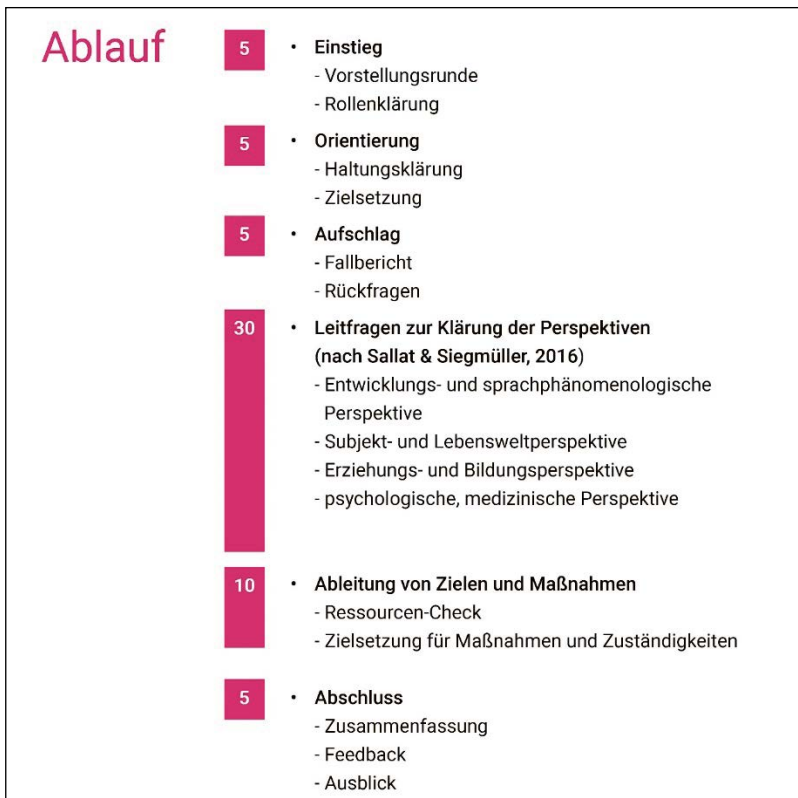 Ablauf
5
• Einstieg
- Vorstellungsrunde
- Rollenklärung
5
• Orientierung
- Haltungsklärung
- Zielsetzung
5
• Aufschlag
- Fallbericht
- Rückfragen
30
• Leitfragen zur Klärung der Perspektiven
(nach Sallat & Siegmüller, 2016)
- Entwicklungs- und sprachphänomenologische
Perspektive
- Subjekt- und Lebensweltperspektive
- Erziehungs- und Bildungsperspektive
- psychologische, medizinische Perspektive
10
• Ableitung von Zielen und Maßnahmen
- Ressourcen-Check
- Zielsetzung für Maßnahmen und Zuständigkeiten
5
• Abschluss
- Zusammenfassung
- Feedback
- Ausblick